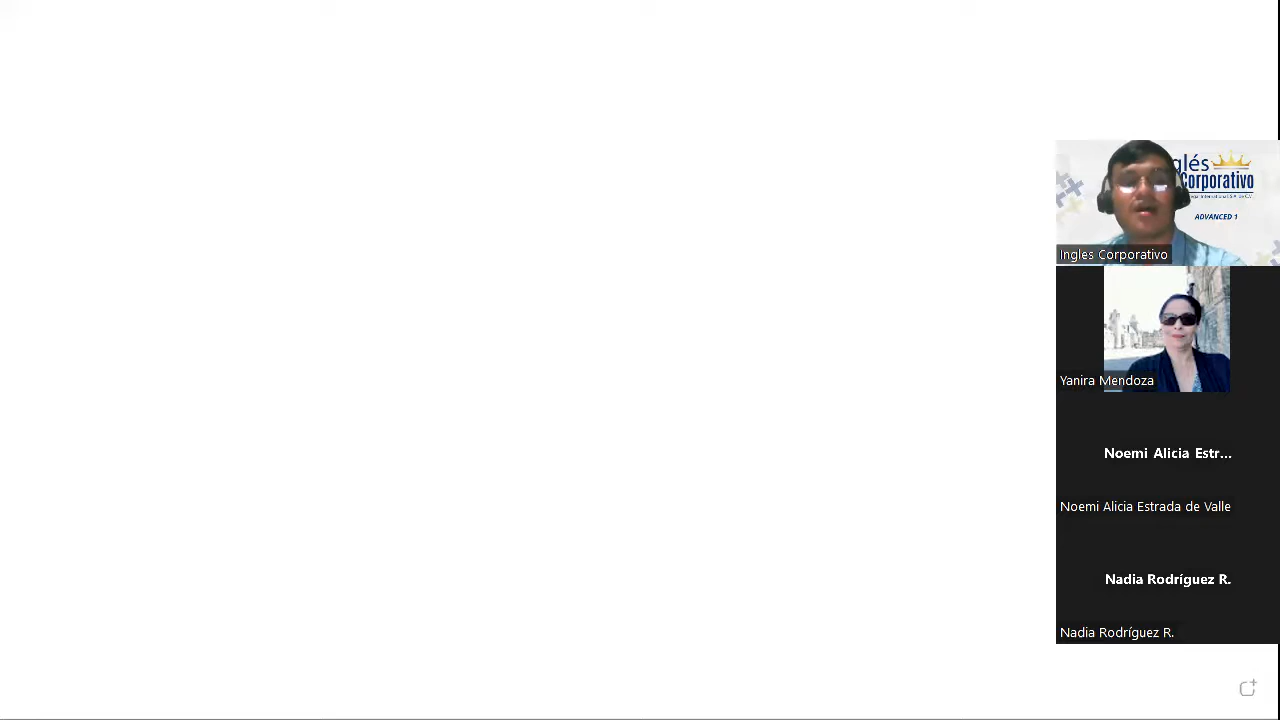 glés
Corporativo
ADVANCED 1
Ingles Corporativo
Yanira Mendoza
Noemi Alicia Estr...
Noemi Alicia Estrada de Valle
Nadia Rodríguez R.
Nadia Rodríguez R.